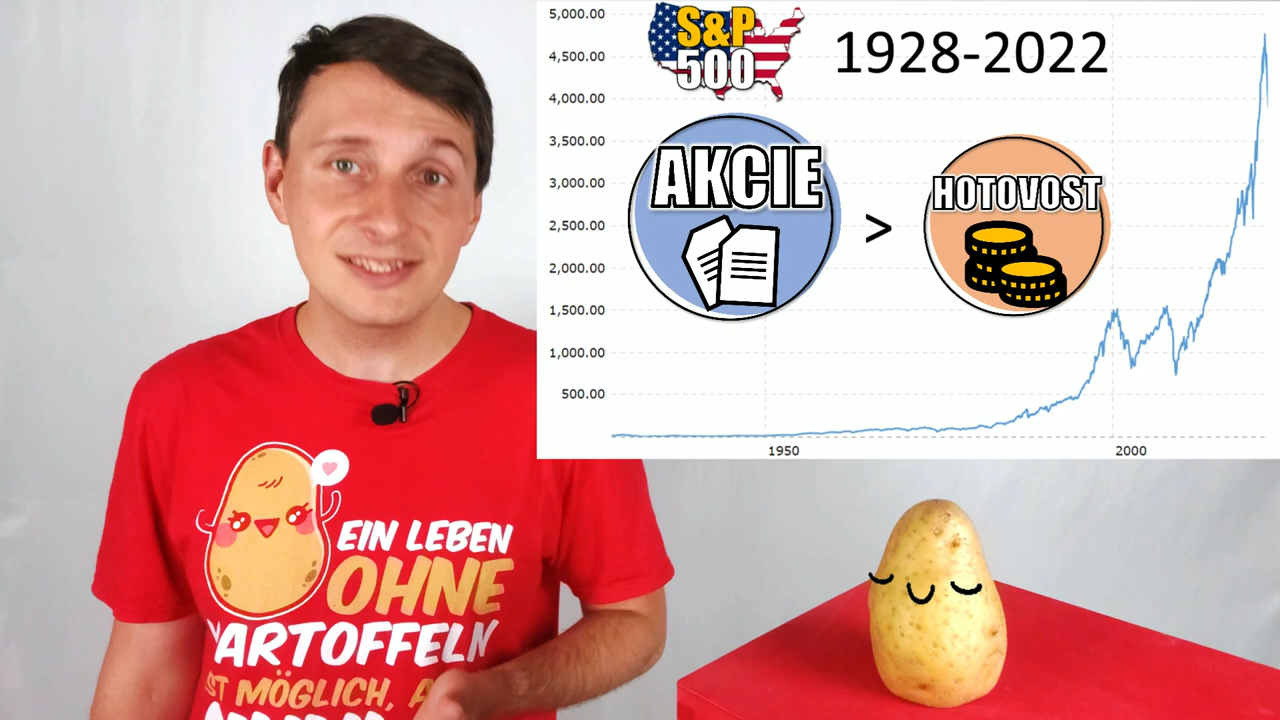 5,000.00
4,500.00
4,000.00
3,500.00
3,000.00
2,500.00
2,000.00
1,500.00
1,000.00
500.00
1950
2000
S&P
500
1928-2022
AKCIE
>
HOTOVOST
EIN LEBEN
OHNE
KARTOFFELN
IST MÖGLICH,